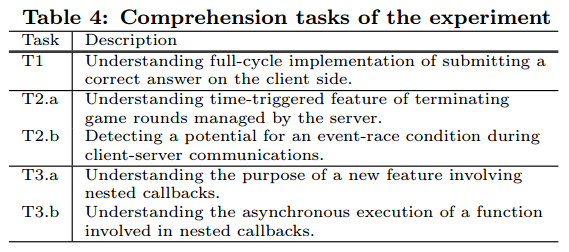 Table 4: Comprehension tasks of the experiment
Task Description
T1 Understanding full-cycle implementation of submitting a
correct answer on the client side.
T2.a Understanding time-triggered feature of terminating
game rounds managed by the server.
T2.b Detecting a potential for an event-race condition during
client-server communications.
T3.a Understanding the purpose of a new feature involving
nested callbacks.
T3.b Understanding the asynchronous execution of a function
involved in nested callbacks.